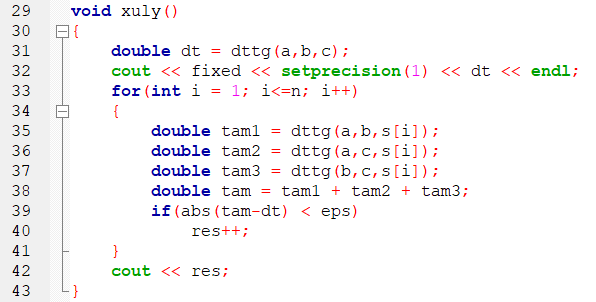 29 void xuly()
30 {
31 double dt = dttg(a,b,c);
32 cout << fixed << setprecision(1) << dt << endl;
33 for(int i = 1; i<=n; i++)
34 {
35 double tam1 = dttg(a,b,s[i]);
36 double tam2 = dttg(a,c,s[i]);
37 double tam3 = dttg(b,c,s[i]);
38 double tam = tam1 + tam2 + tam3;
39 if(abs(tam-dt) < eps)
40 res++;
41 }
42 cout << res;
43 }